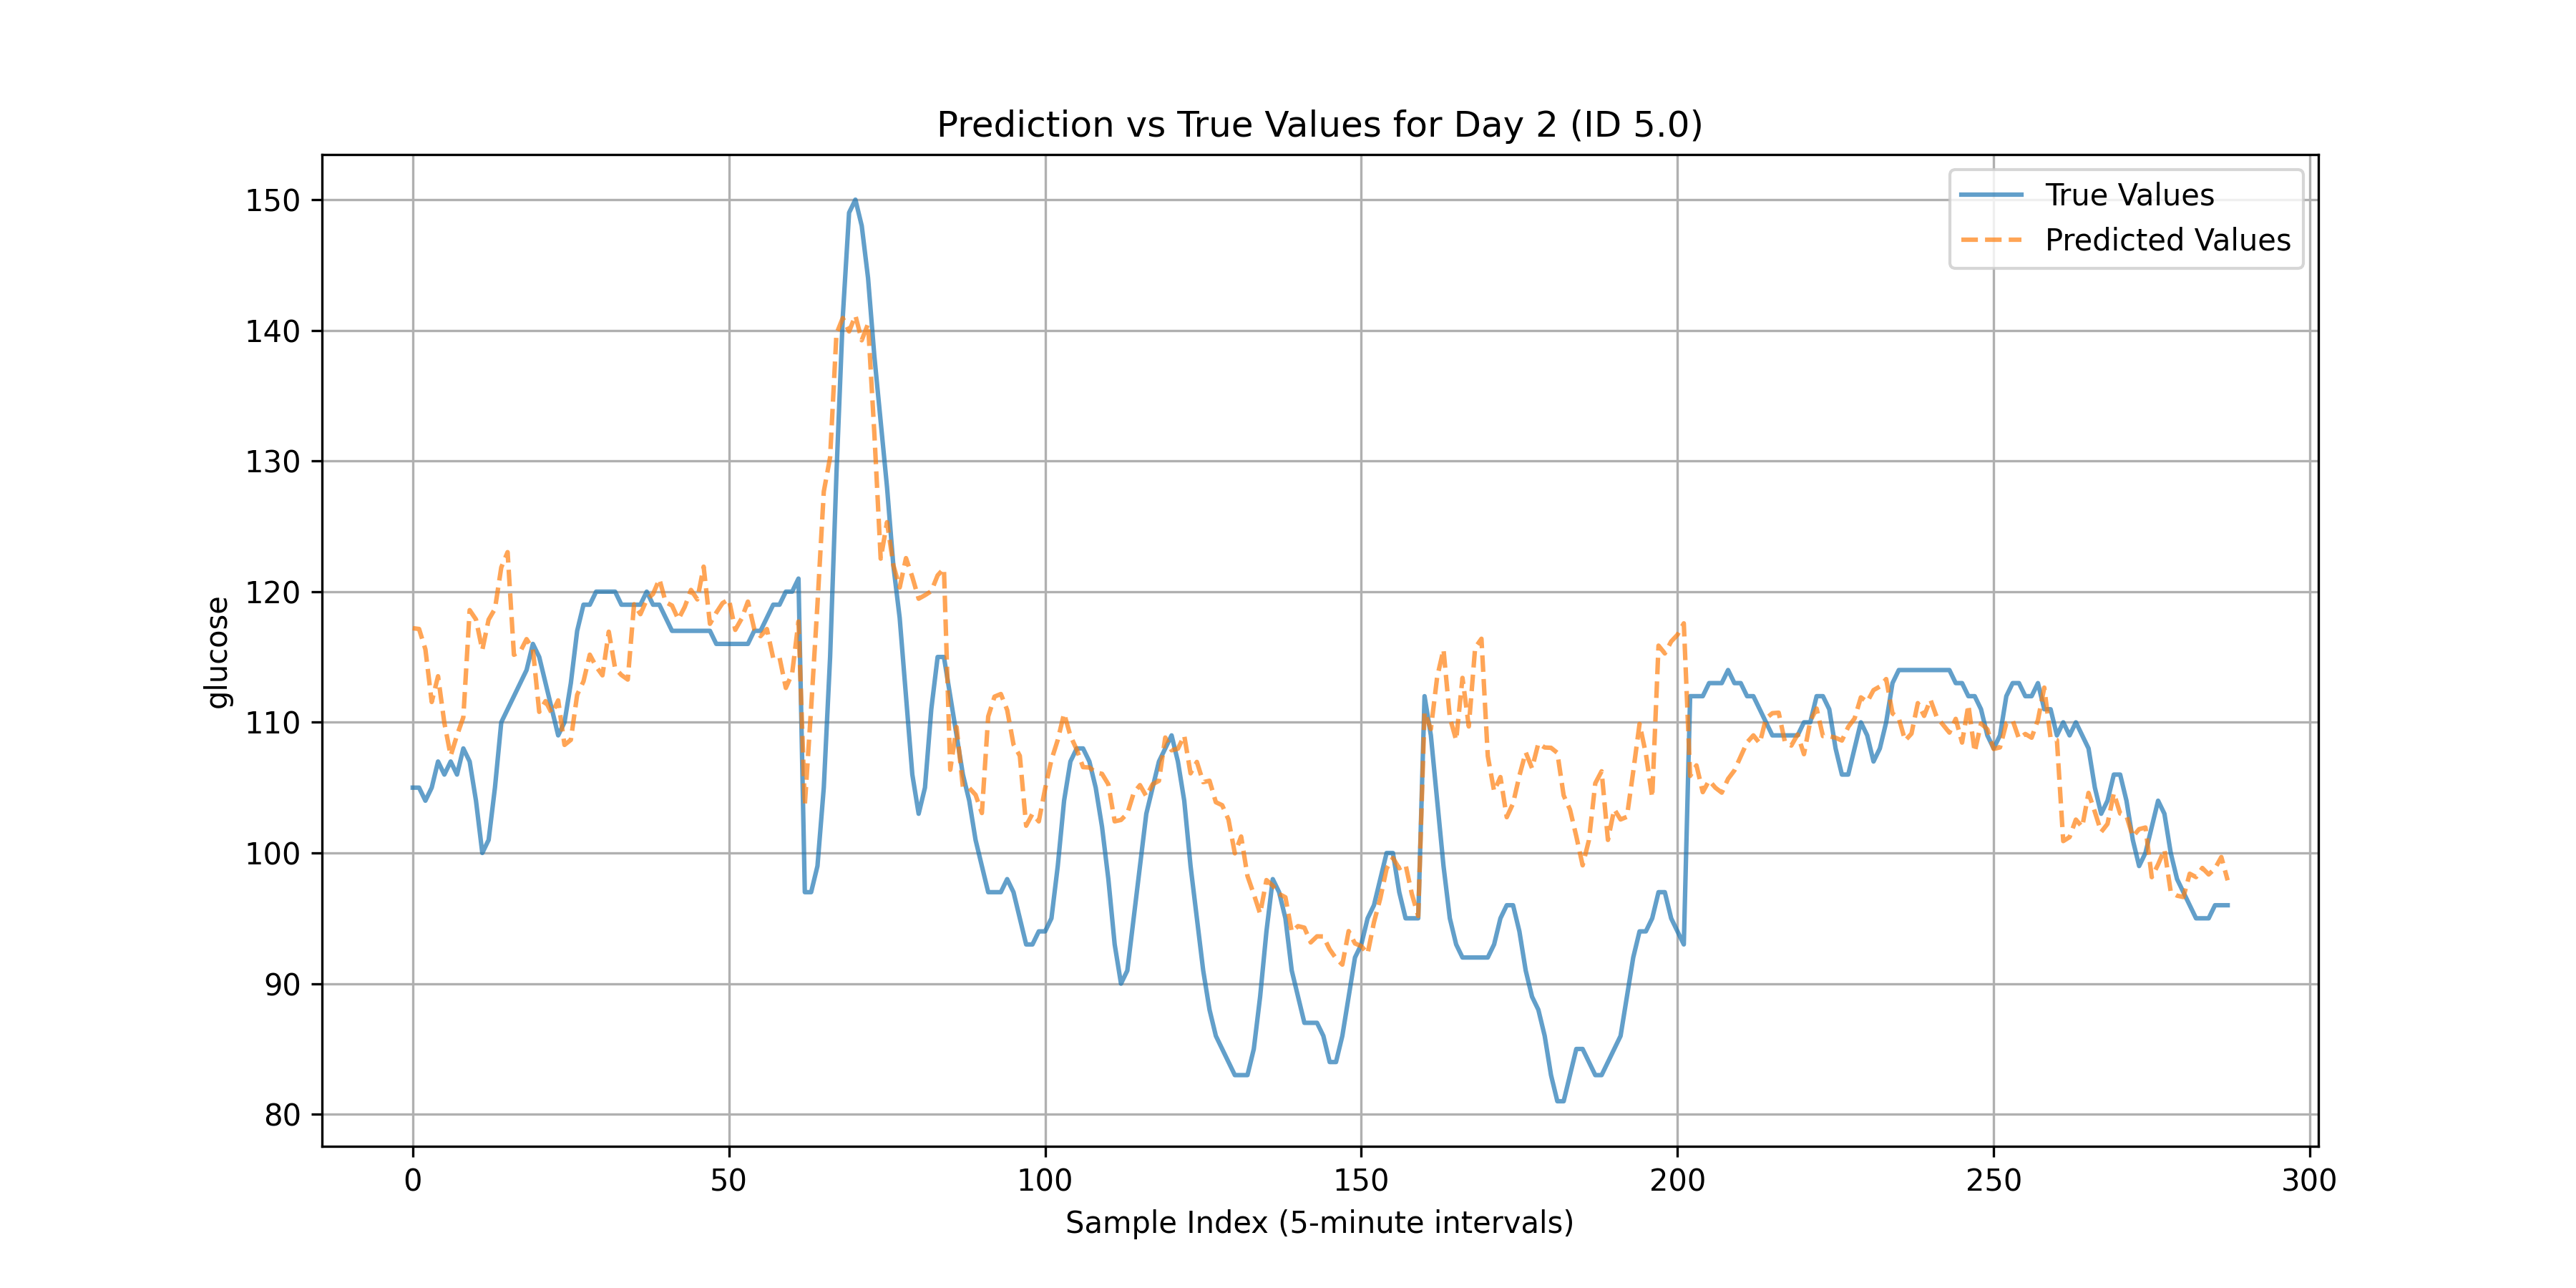 Prediction vs True Values for Day 2 (ID 5.0)
True Values
Predicted Values
glucose
150
140
130
120
110
100
90
80
0 50 100 150 200 250 300
Sample Index (5-minute intervals)